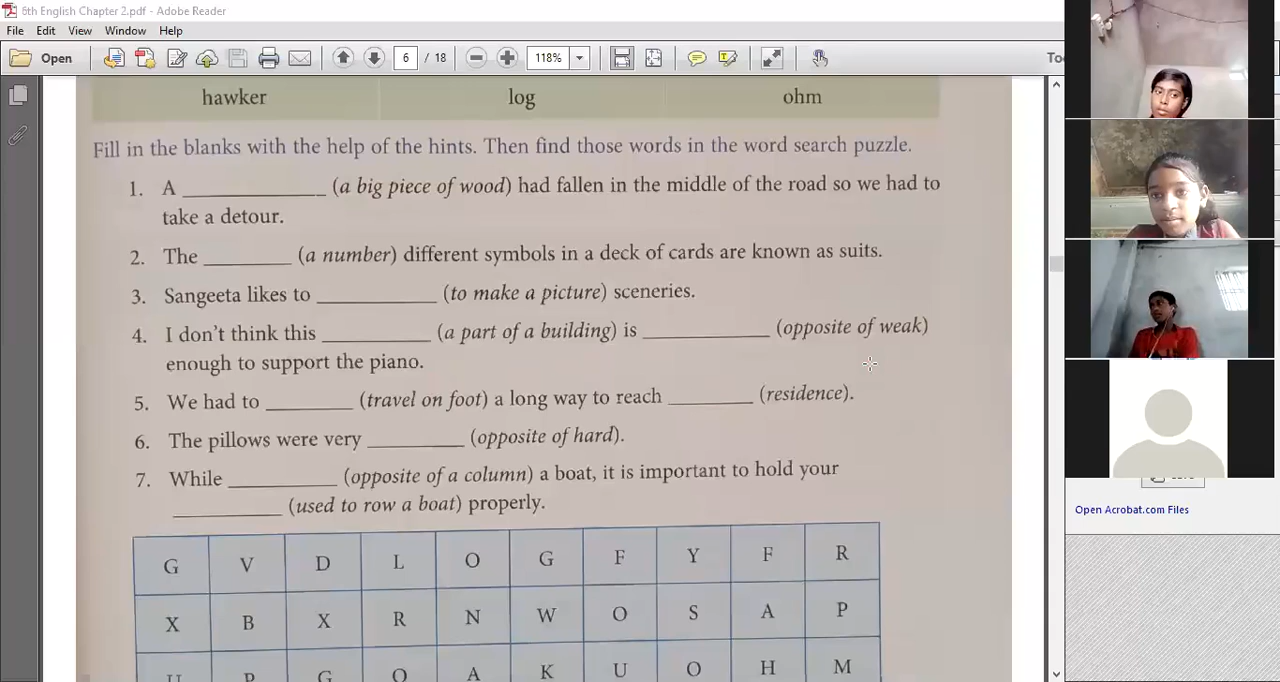 6th English Chapter 2.pdf - Adobe Reader
File Edit View Window Help
Open 6 / 18 118% To
hawker log ohm
Fill in the blanks with the help of the hints. Then find those words in the word search puzzle.
1. A ____________ (a big piece of wood) had fallen in the middle of the road so we had to
take a detour.
2. The ________ (a number) different symbols in a deck of cards are known as suits.
3. Sangeeta likes to ___________ (to make a picture) sceneries.
4. I don't think this __________ (a part of a building) is ____________ (opposite of weak)
enough to support the piano.
5. We had to ________ (travel on foot) a long way to reach ________ (residence).
6. The pillows were very _________ (opposite of hard).
7. While __________ (opposite of a column) a boat, it is important to hold your
__________ (used to row a boat) properly.
G V D L O G F Y F R
X B X R N W O S A P
G O A K U O H M
Open Acrobat.com Files